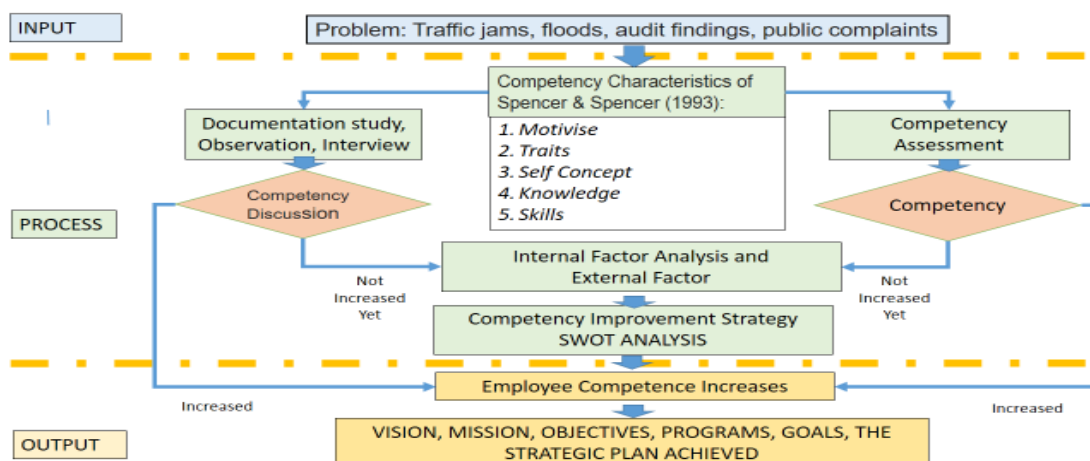 INPUT
Problem: Traffic jams, floods, audit findings, public complaints
Competency Characteristics of
Spencer & Spencer (1993):
1. Motivise
2. Traits
3. Self Concept
4. Knowledge
5. Skills
Documentation study,
Observation, Interview
Competency
Assessment
Competency
Discussion
Competency
PROCESS
Internal Factor Analysis and
External Factor
Not
Increased
Yet
Not
Increased
Yet
Competency Improvement Strategy
SWOT ANALYSIS
Employee Competence Increases
Increased
Increased
OUTPUT
VISION, MISSION, OBJECTIVES, PROGRAMS, GOALS, THE
STRATEGIC PLAN ACHIEVED